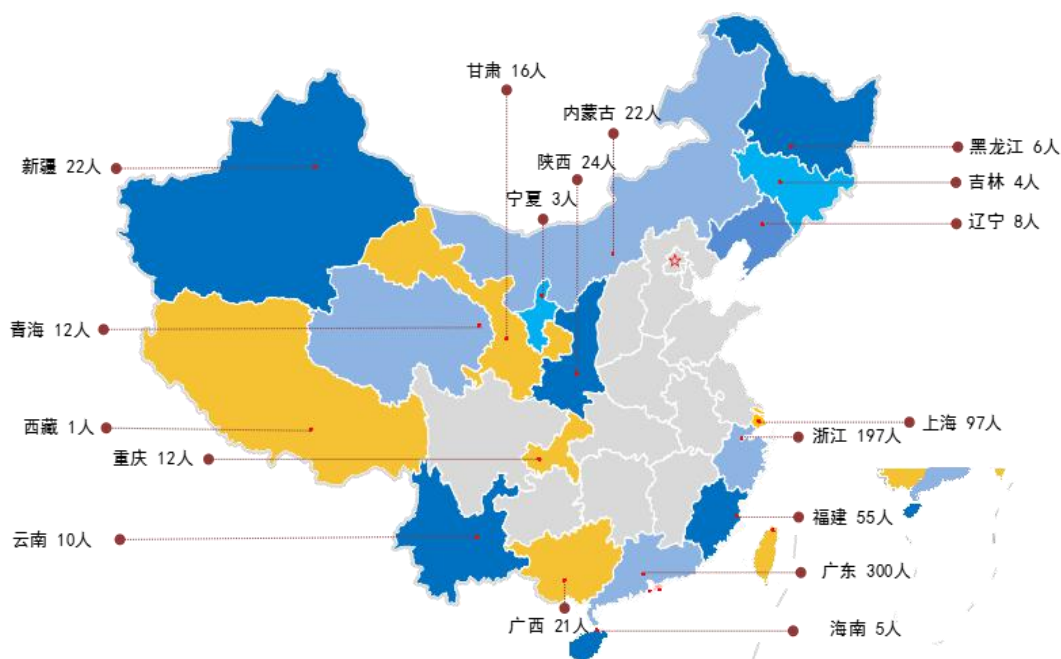 甘肃 16人
内蒙古 22人
黑龙江 6人
新疆 22人
陕西 24人
吉林 4人
宁夏 3人
辽宁 8人
青海 12人
西藏 1人
上海 97人
浙江 197人
重庆 12人
福建 55人
云南 10人
广东 300人
广西 21人
海南 5人